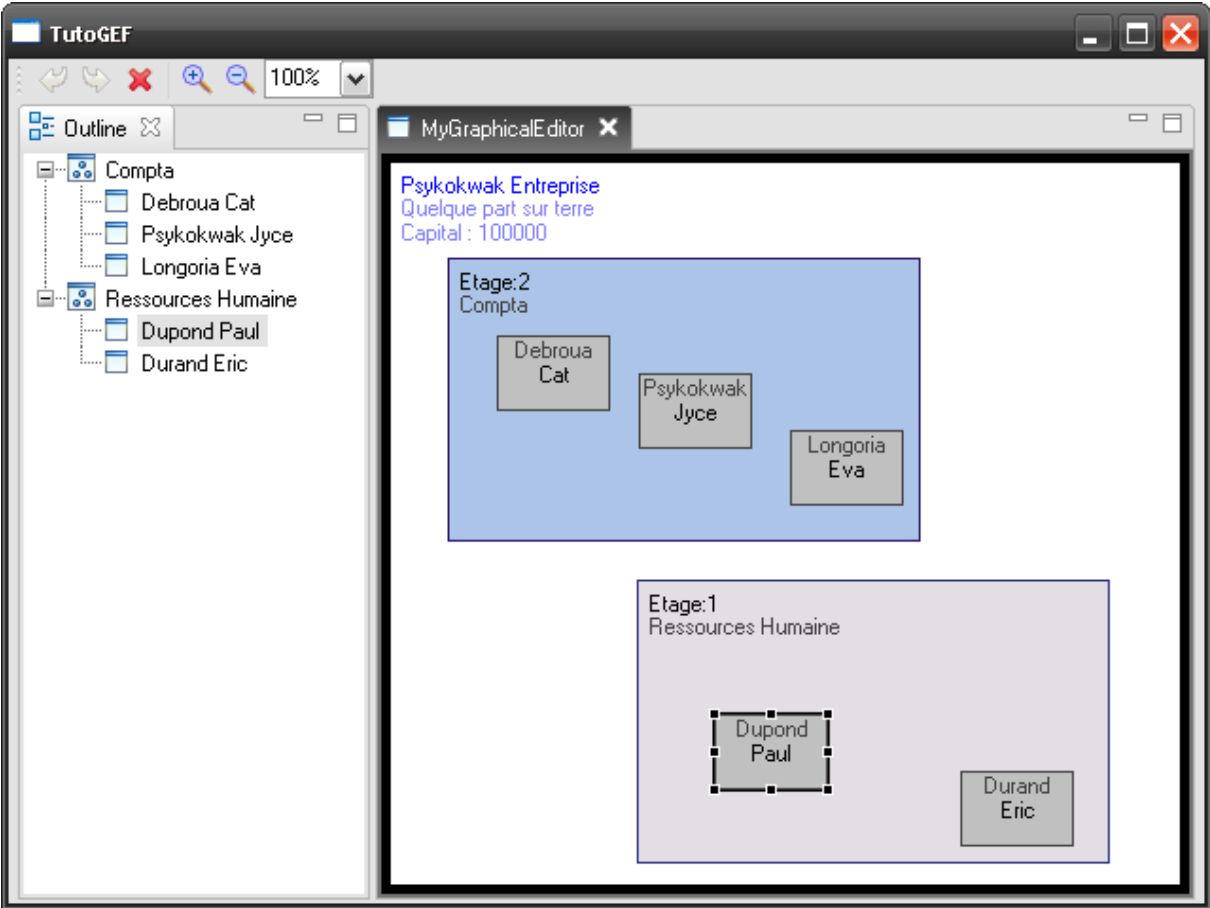 TutoGEF
100%
Outline
Compta
Debroua Cat
Psykokwak Jyce
Longoria Eva
Ressources Humaine
Dupond Paul
Durand Eric
MyGraphicalEditor
Psykokwak Entreprise
Quelque part sur terre
Capital : 100000
Etage:2
Compta
Debroua
Cat
Psykokwak
Jyce
Longoria
Eva
Etage:1
Ressources Humaine
Dupond
Paul
Durand
Eric